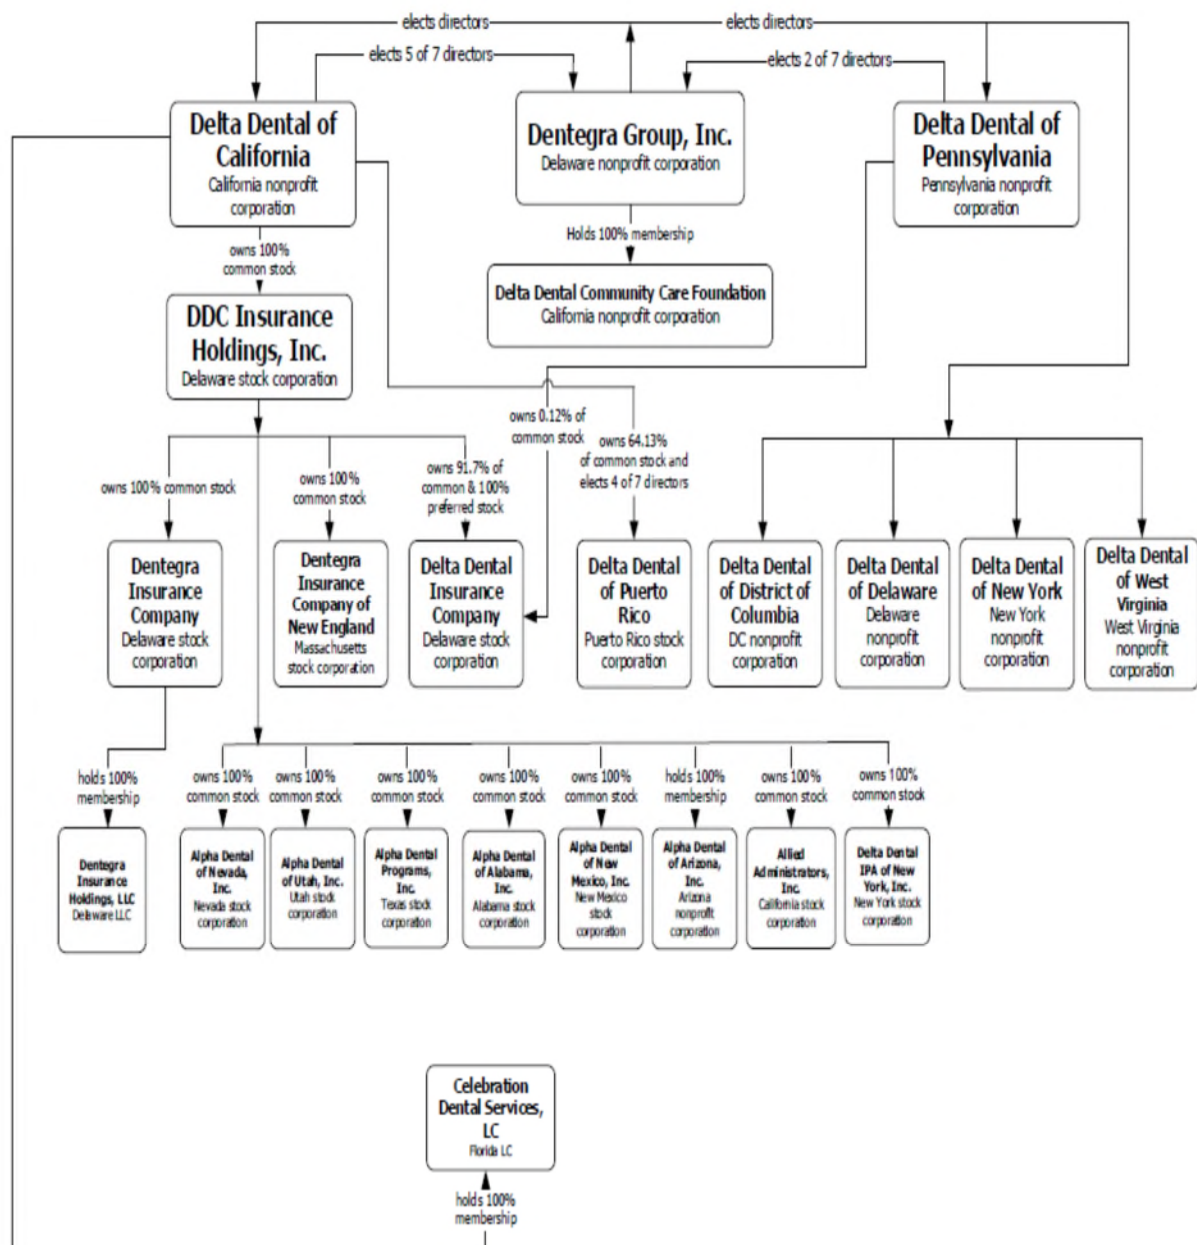 elects directors
elects directors
elects 5 of 7 directors
elects 2 of 7 directors
Delta Dental of
California
California nonprofit
corporation
Dentegra Group, Inc.
Delaware nonprofit corporation
Delta Dental of
Pennsylvania
Pennsylvania nonprofit
corporation
owns 100%
common stock
Holds 100% membership
Delta Dental Community Care Foundation
California nonprofit corporation
DDC Insurance
Holdings, Inc.
Delaware stock corporation
owns 100% common stock
owns 100%
common stock
owns 91.7% of
common & 100%
preferred stock
owns 0.12% of
common stock
owns 64.13%
of common stock and
elects 4 of 7 directors
Dentegra
Insurance
Company
Delaware stock
corporation
Dentegra
Insurance
Company of
New England
Massachusetts
stock corporation
Delta Dental
Insurance
Company
Delaware stock
corporation
Delta Dental
of Puerto
Rico
Puerto Rico stock
corporation
Delta Dental
of District of
Columbia
DC nonprofit
corporation
Delta Dental
of Delaware
Delaware
nonprofit
corporation
Delta Dental
of New York
New York
nonprofit
corporation
Delta Dental
of West
Virginia
West Virginia
nonprofit
corporation
holds 100%
membership
owns 100%
common stock
owns 100%
common stock
owns 100%
common stock
owns 100%
common stock
owns 100%
common stock
holds 100%
membership
owns 100%
common stock
owns 100%
common stock
Dentegra
Insurance
Holdings, LLC
Delaware LLC
Alpha Dental
of Nevada,
Inc.
Nevada stock
corporation
Alpha Dental
of Utah, Inc.
Utah stock
corporation
Alpha Dental
Programs,
Inc.
Texas stock
corporation
Alpha Dental
of Alabama,
Inc.
Alabama stock
corporation
Alpha Dental
of New
Mexico, Inc.
New Mexico
stock
corporation
Alpha Dental
of Arizona,
Inc.
Arizona
nonprofit
corporation
Allied
Administrators,
Inc.
California stock
corporation
Delta Dental
IPA of New
York, Inc.
New York stock
corporation
Celebration
Dental Services,
LC
Florida LC
holds 100%
membership